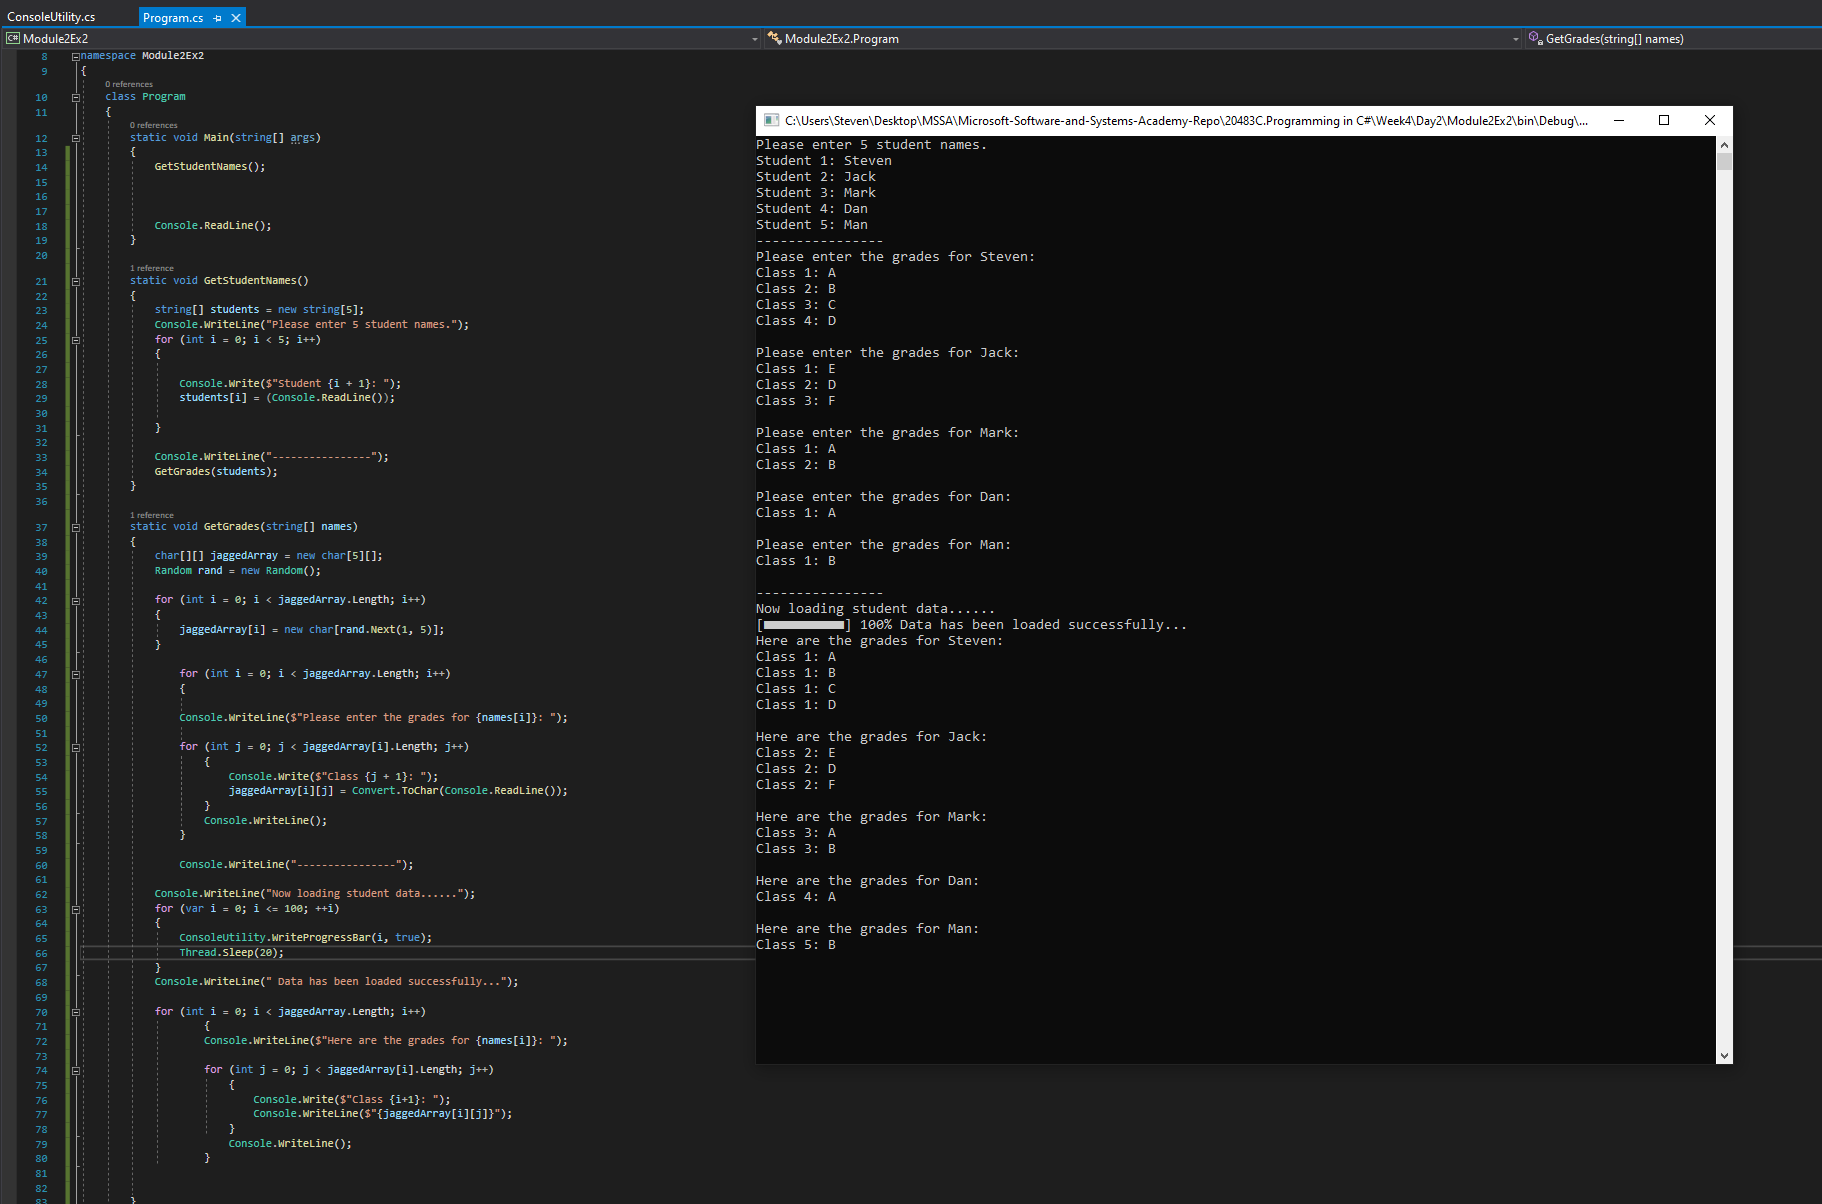 ConsoleUtility.cs
Program.cs
C# Module2Ex2
Module2Ex2.Program
GetGrades(string[] names)
8 namespace Module2Ex2
9 {
0 references
10 class Program
11 {
0 references
12 static void Main(string[] args)
13 {
14 GetStudentNames();
15
16
17
18 Console.ReadLine();
19 }
20
1 reference
21 static void GetStudentNames()
22 {
23 string[] students = new string[5];
24 Console.WriteLine("Please enter 5 student names.");
25 for (int i = 0; i < 5; i++)
26 {
27
28 Console.Write($"Student {i + 1}: ");
29 students[i] = (Console.ReadLine());
30
31 }
32
33 Console.WriteLine("----------------");
34 GetGrades(students);
35 }
36
1 reference
37 static void GetGrades(string[] names)
38 {
39 char[][] jaggedArray = new char[5][];
40 Random rand = new Random();
41
42 for (int i = 0; i < jaggedArray.Length; i++)
43 {
44 jaggedArray[i] = new char[rand.Next(1, 5)];
45 }
46
47 for (int i = 0; i < jaggedArray.Length; i++)
48 {
49
50 Console.WriteLine($"Please enter the grades for {names[i]}: ");
51
52 for (int j = 0; j < jaggedArray[i].Length; j++)
53 {
54 Console.Write($"Class {j + 1}: ");
55 jaggedArray[i][j] = Convert.ToChar(Console.ReadLine());
56 }
57 Console.WriteLine();
58 }
59
60 Console.WriteLine("----------------");
61
62 Console.WriteLine("Now loading student data......");
63 for (var i = 0; i <= 100; ++i)
64 {
65 ConsoleUtility.WriteProgressBar(i, true);
66 Thread.Sleep(20);
67 }
68 Console.WriteLine(" Data has been loaded successfully...");
69
70 for (int i = 0; i < jaggedArray.Length; i++)
71 {
72 Console.WriteLine($"Here are the grades for {names[i]}: ");
73
74 for (int j = 0; j < jaggedArray[i].Length; j++)
75 {
76 Console.Write($"Class {i+1}: ");
77 Console.WriteLine($"{jaggedArray[i][j]}");
78 }
79 Console.WriteLine();
80 }
81
82
83 }
C:\Users\Steven\Desktop\MSSA\Microsoft-Software-and-Systems-Academy-Repo\20483C.Programming in C#\Week4\Day2\Module2Ex2\bin\Debug\...
Please enter 5 student names.
Student 1: Steven
Student 2: Jack
Student 3: Mark
Student 4: Dan
Student 5: Man
----------------
Please enter the grades for Steven:
Class 1: A
Class 2: B
Class 3: C
Class 4: D
Please enter the grades for Jack:
Class 1: E
Class 2: D
Class 3: F
Please enter the grades for Mark:
Class 1: A
Class 2: B
Please enter the grades for Dan:
Class 1: A
Please enter the grades for Man:
Class 1: B
----------------
Now loading student data......
[■■■■■■■■■■] 100% Data has been loaded successfully...
Here are the grades for Steven:
Class 1: A
Class 1: B
Class 1: C
Class 1: D
Here are the grades for Jack:
Class 2: E
Class 2: D
Class 2: F
Here are the grades for Mark:
Class 3: A
Class 3: B
Here are the grades for Dan:
Class 4: A
Here are the grades for Man:
Class 5: B